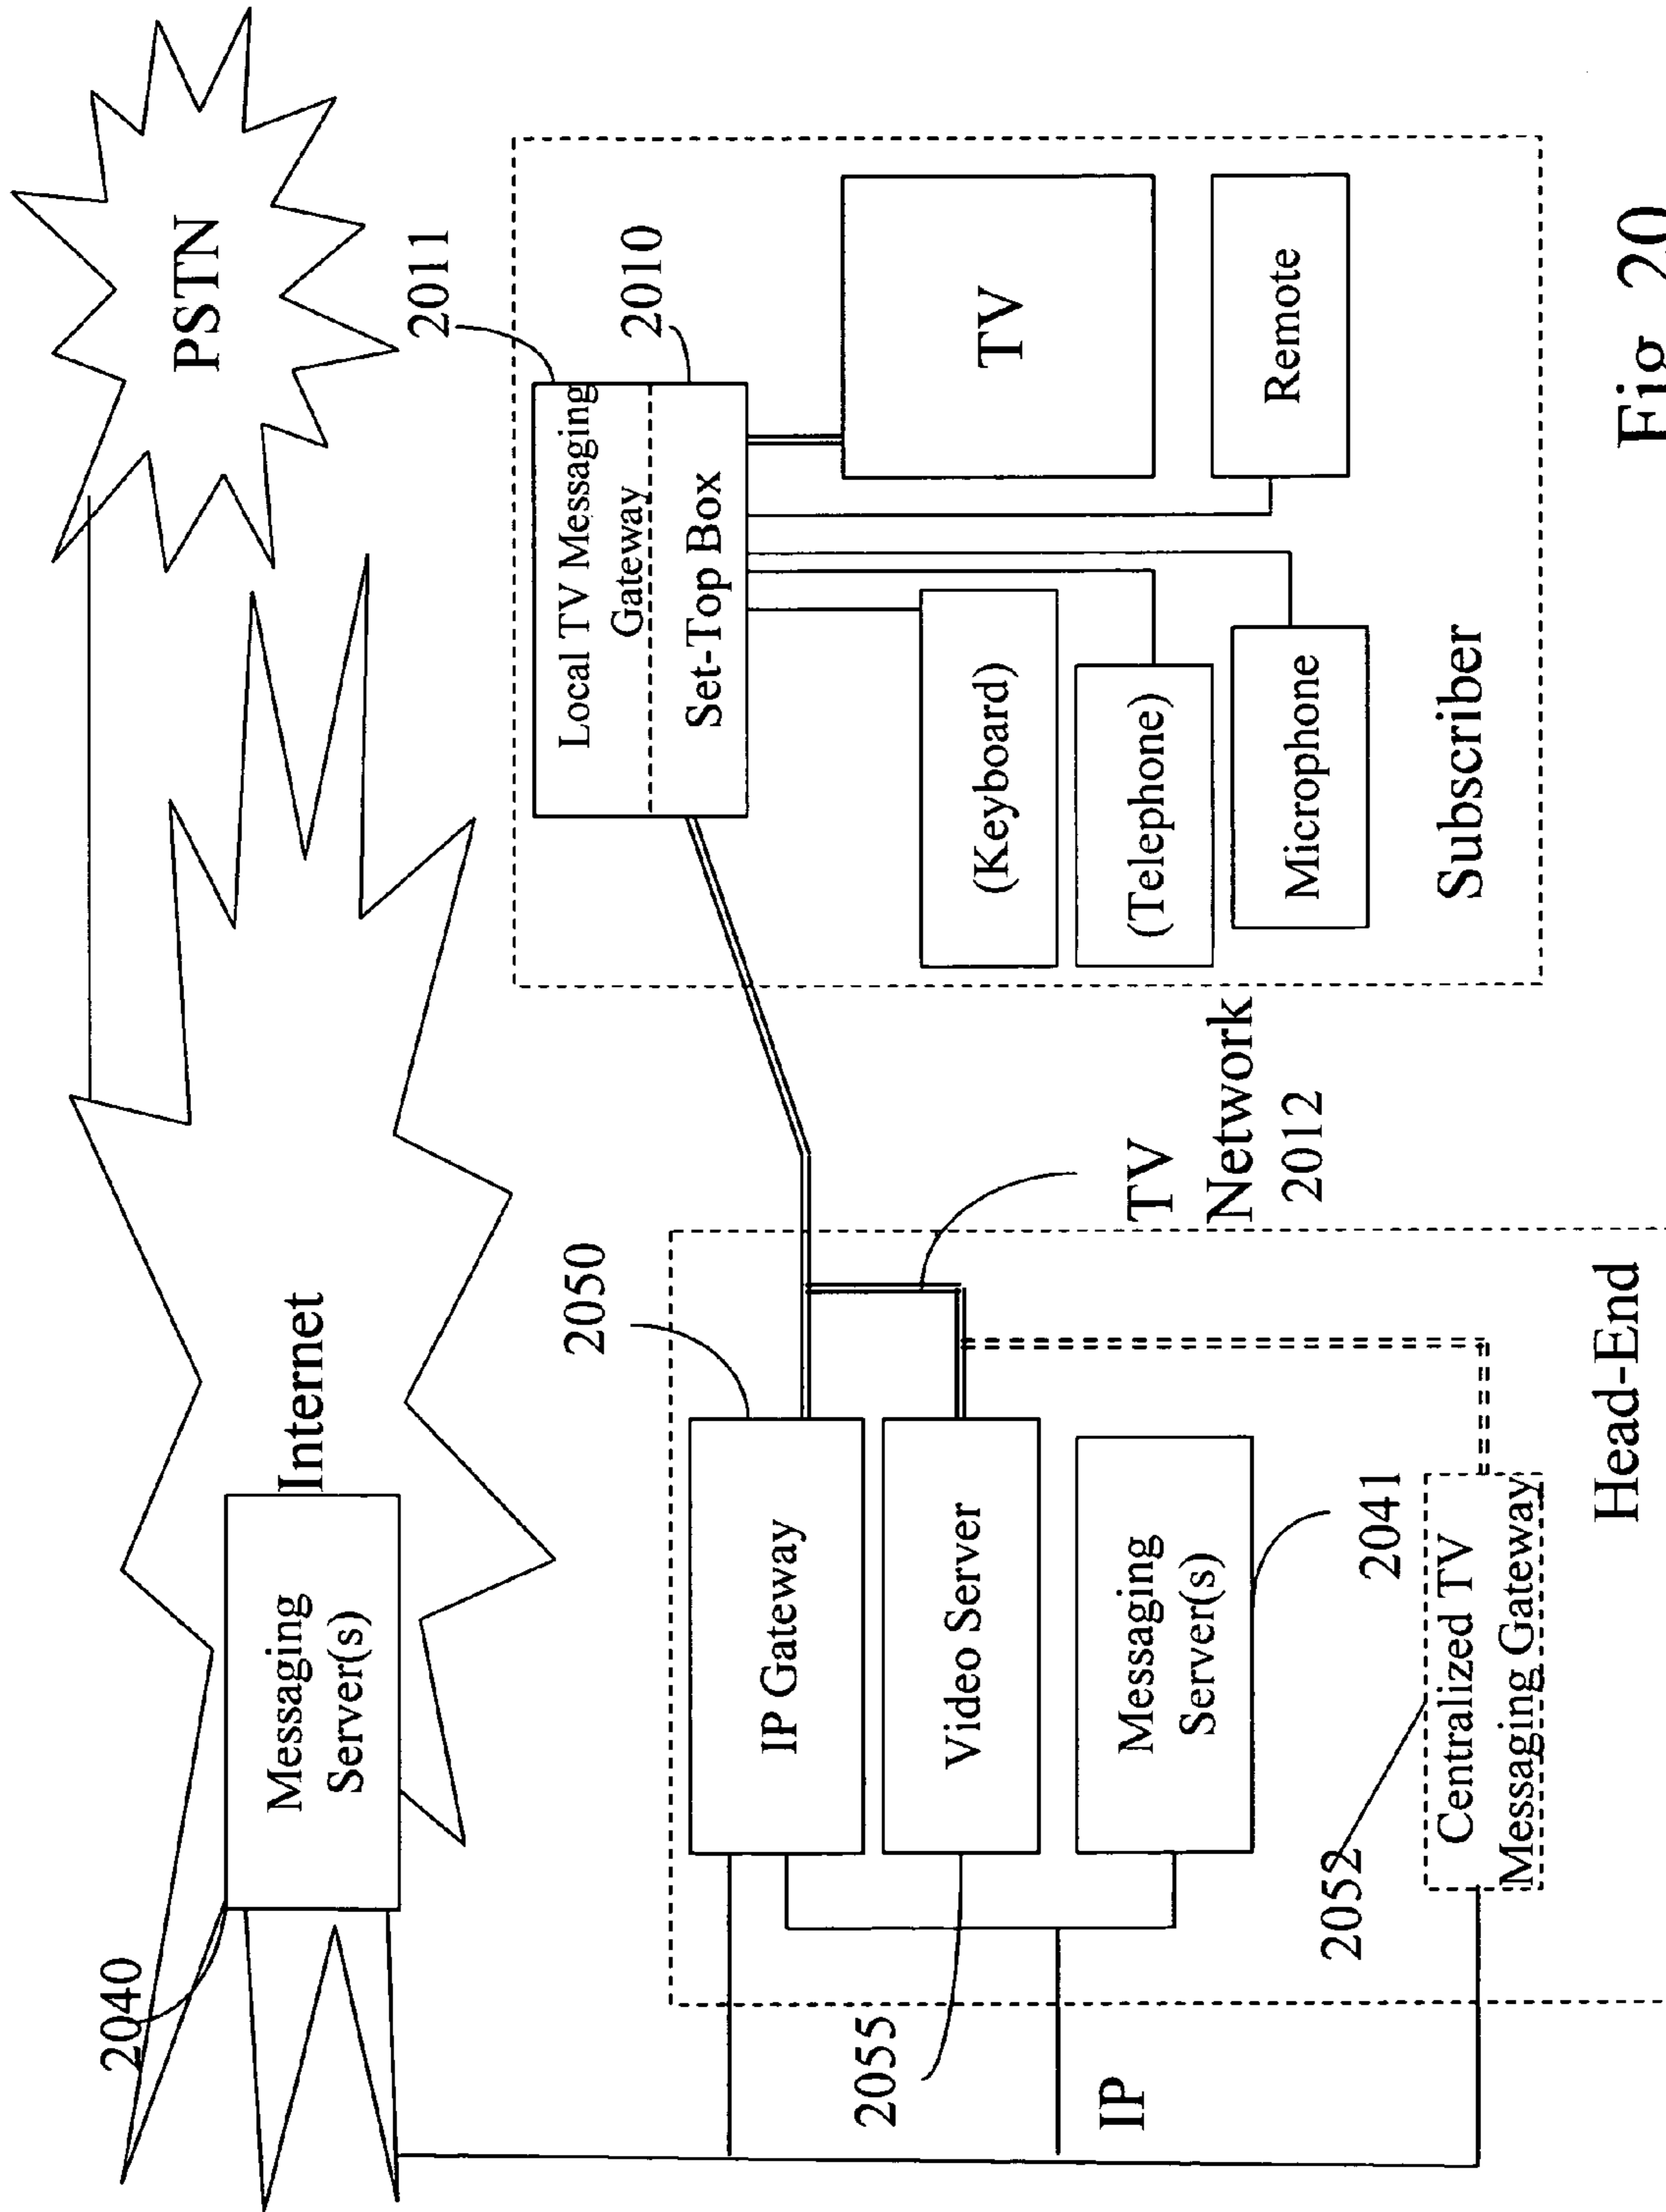 PSTN
2011
2010
Local TV Messaging
Gateway
Set-Top Box
TV
Remote
(Keyboard)
(Telephone)
Microphone
Subscriber
2040
Messaging
Server(s)
Internet
2050
IP Gateway
Video Server
2055
Messaging
Server(s)
2041
2052
Centralized TV
Messaging Gateway
IP
TV
Network
2012
Head-End
Fig 20